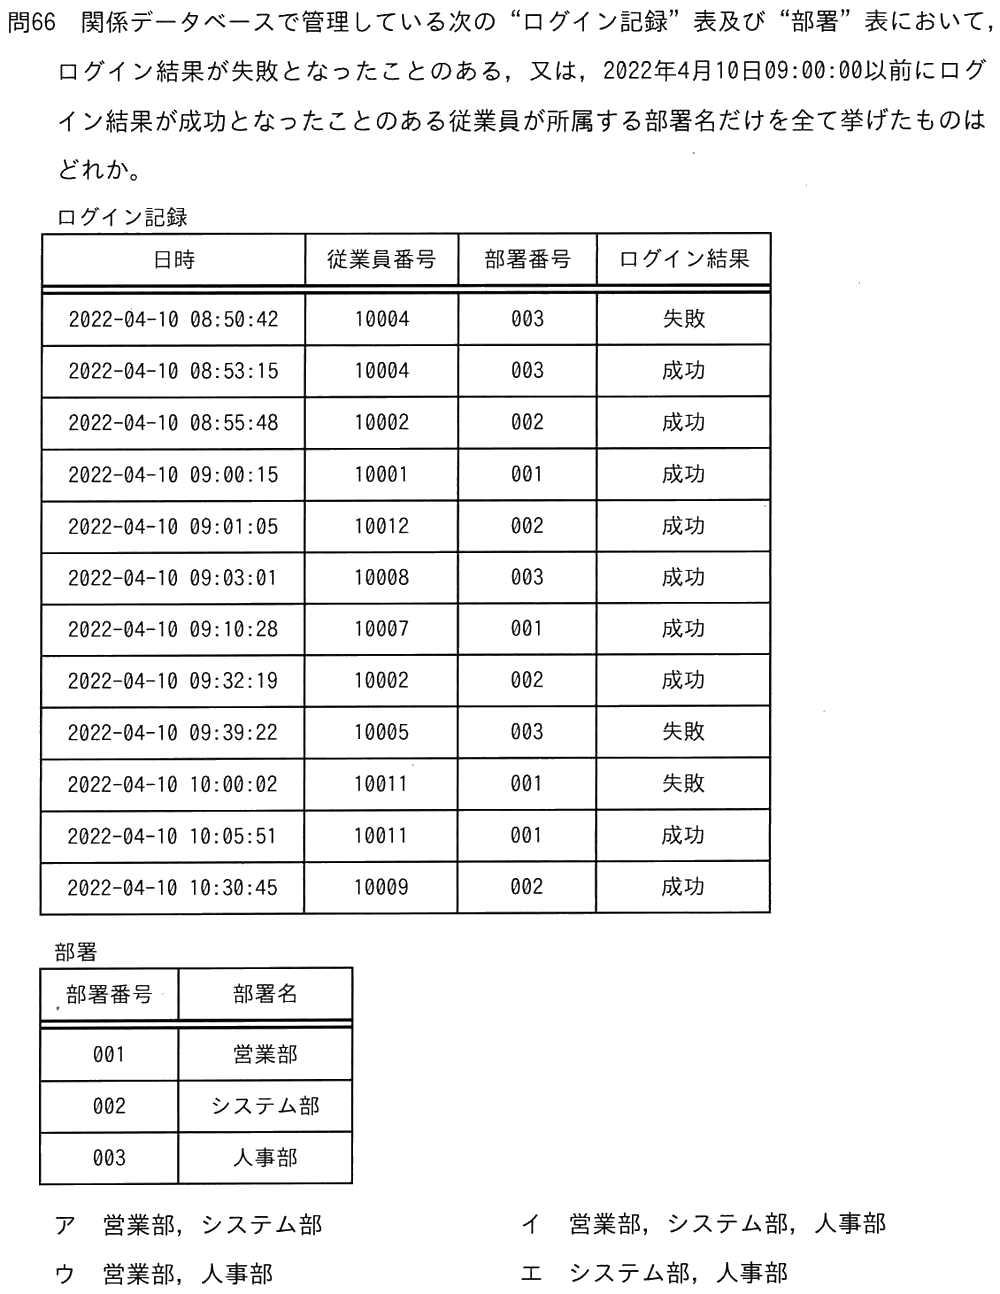 問66 関係データベースで管理している次の“ログイン記録”表及び“部署”表において,
ログイン結果が失敗となったことのある, 又は, 2022年4月10日09:00:00以前にログ
イン結果が成功となったことのある従業員が所属する部署名だけを全て挙げたものは
どれか。
ログイン記録
日時 従業員番号 部署番号 ログイン結果
2022-04-10 08:50:42 10004 003 失敗
2022-04-10 08:53:15 10004 003 成功
2022-04-10 08:55:48 10002 002 成功
2022-04-10 09:00:15 10001 001 成功
2022-04-10 09:01:05 10012 002 成功
2022-04-10 09:03:01 10008 003 成功
2022-04-10 09:10:28 10007 001 成功
2022-04-10 09:32:19 10002 002 成功
2022-04-10 09:39:22 10005 003 失敗
2022-04-10 10:00:02 10011 001 失敗
2022-04-10 10:05:51 10011 001 成功
2022-04-10 10:30:45 10009 002 成功
部署
部署番号 部署名
001 営業部
002 システム部
003 人事部
ア 営業部, システム部 イ 営業部, システム部, 人事部
ウ 営業部, 人事部 エ システム部, 人事部